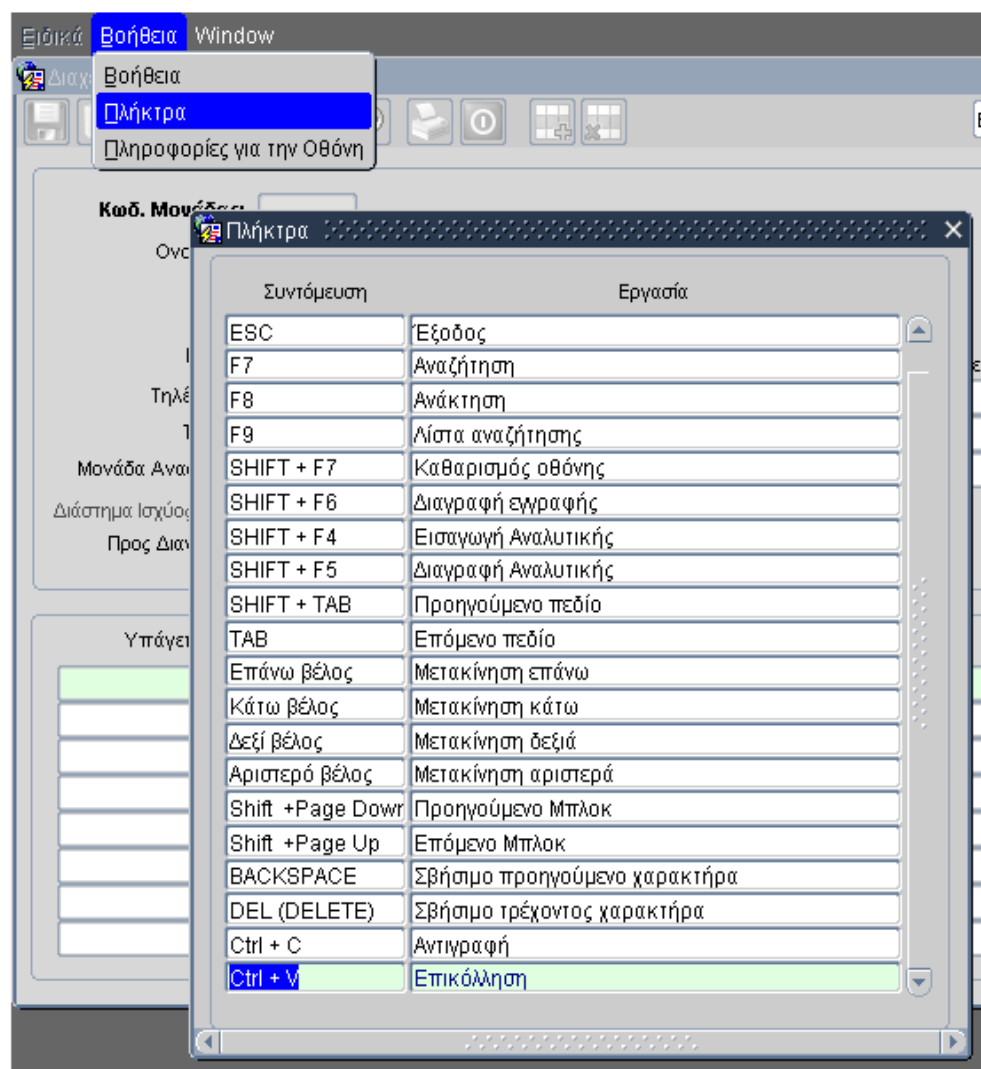 Ειδικά Βοήθεια Window
Βοήθεια
Πλήκτρα
Πληροφορίες για την Οθόνη
Κωδ. Μονάδας:
Πλήκτρα
Συντόμευση Εργασία
ESC Έξοδος
F7 Αναζήτηση
F8 Ανάκτηση
F9 Λίστα αναζήτησης
SHIFT + F7 Καθαρισμός οθόνης
SHIFT + F6 Διαγραφή εγγραφής
SHIFT + F4 Εισαγωγή Αναλυτικής
SHIFT + F5 Διαγραφή Αναλυτικής
SHIFT + TAB Προηγούμενο πεδίο
TAB Επόμενο πεδίο
Επάνω βέλος Μετακίνηση επάνω
Κάτω βέλος Μετακίνηση κάτω
Δεξί βέλος Μετακίνηση δεξιά
Αριστερό βέλος Μετακίνηση αριστερά
Shift +Page Down Προηγούμενο Μπλοκ
Shift +Page Up Επόμενο Μπλοκ
BACKSPACE Σβήσιμο προηγούμενο χαρακτήρα
DEL (DELETE) Σβήσιμο τρέχοντος χαρακτήρα
Ctrl + C Αντιγραφή
Ctrl + V Επικόλληση
Μονάδα
Διάστημα
Προς